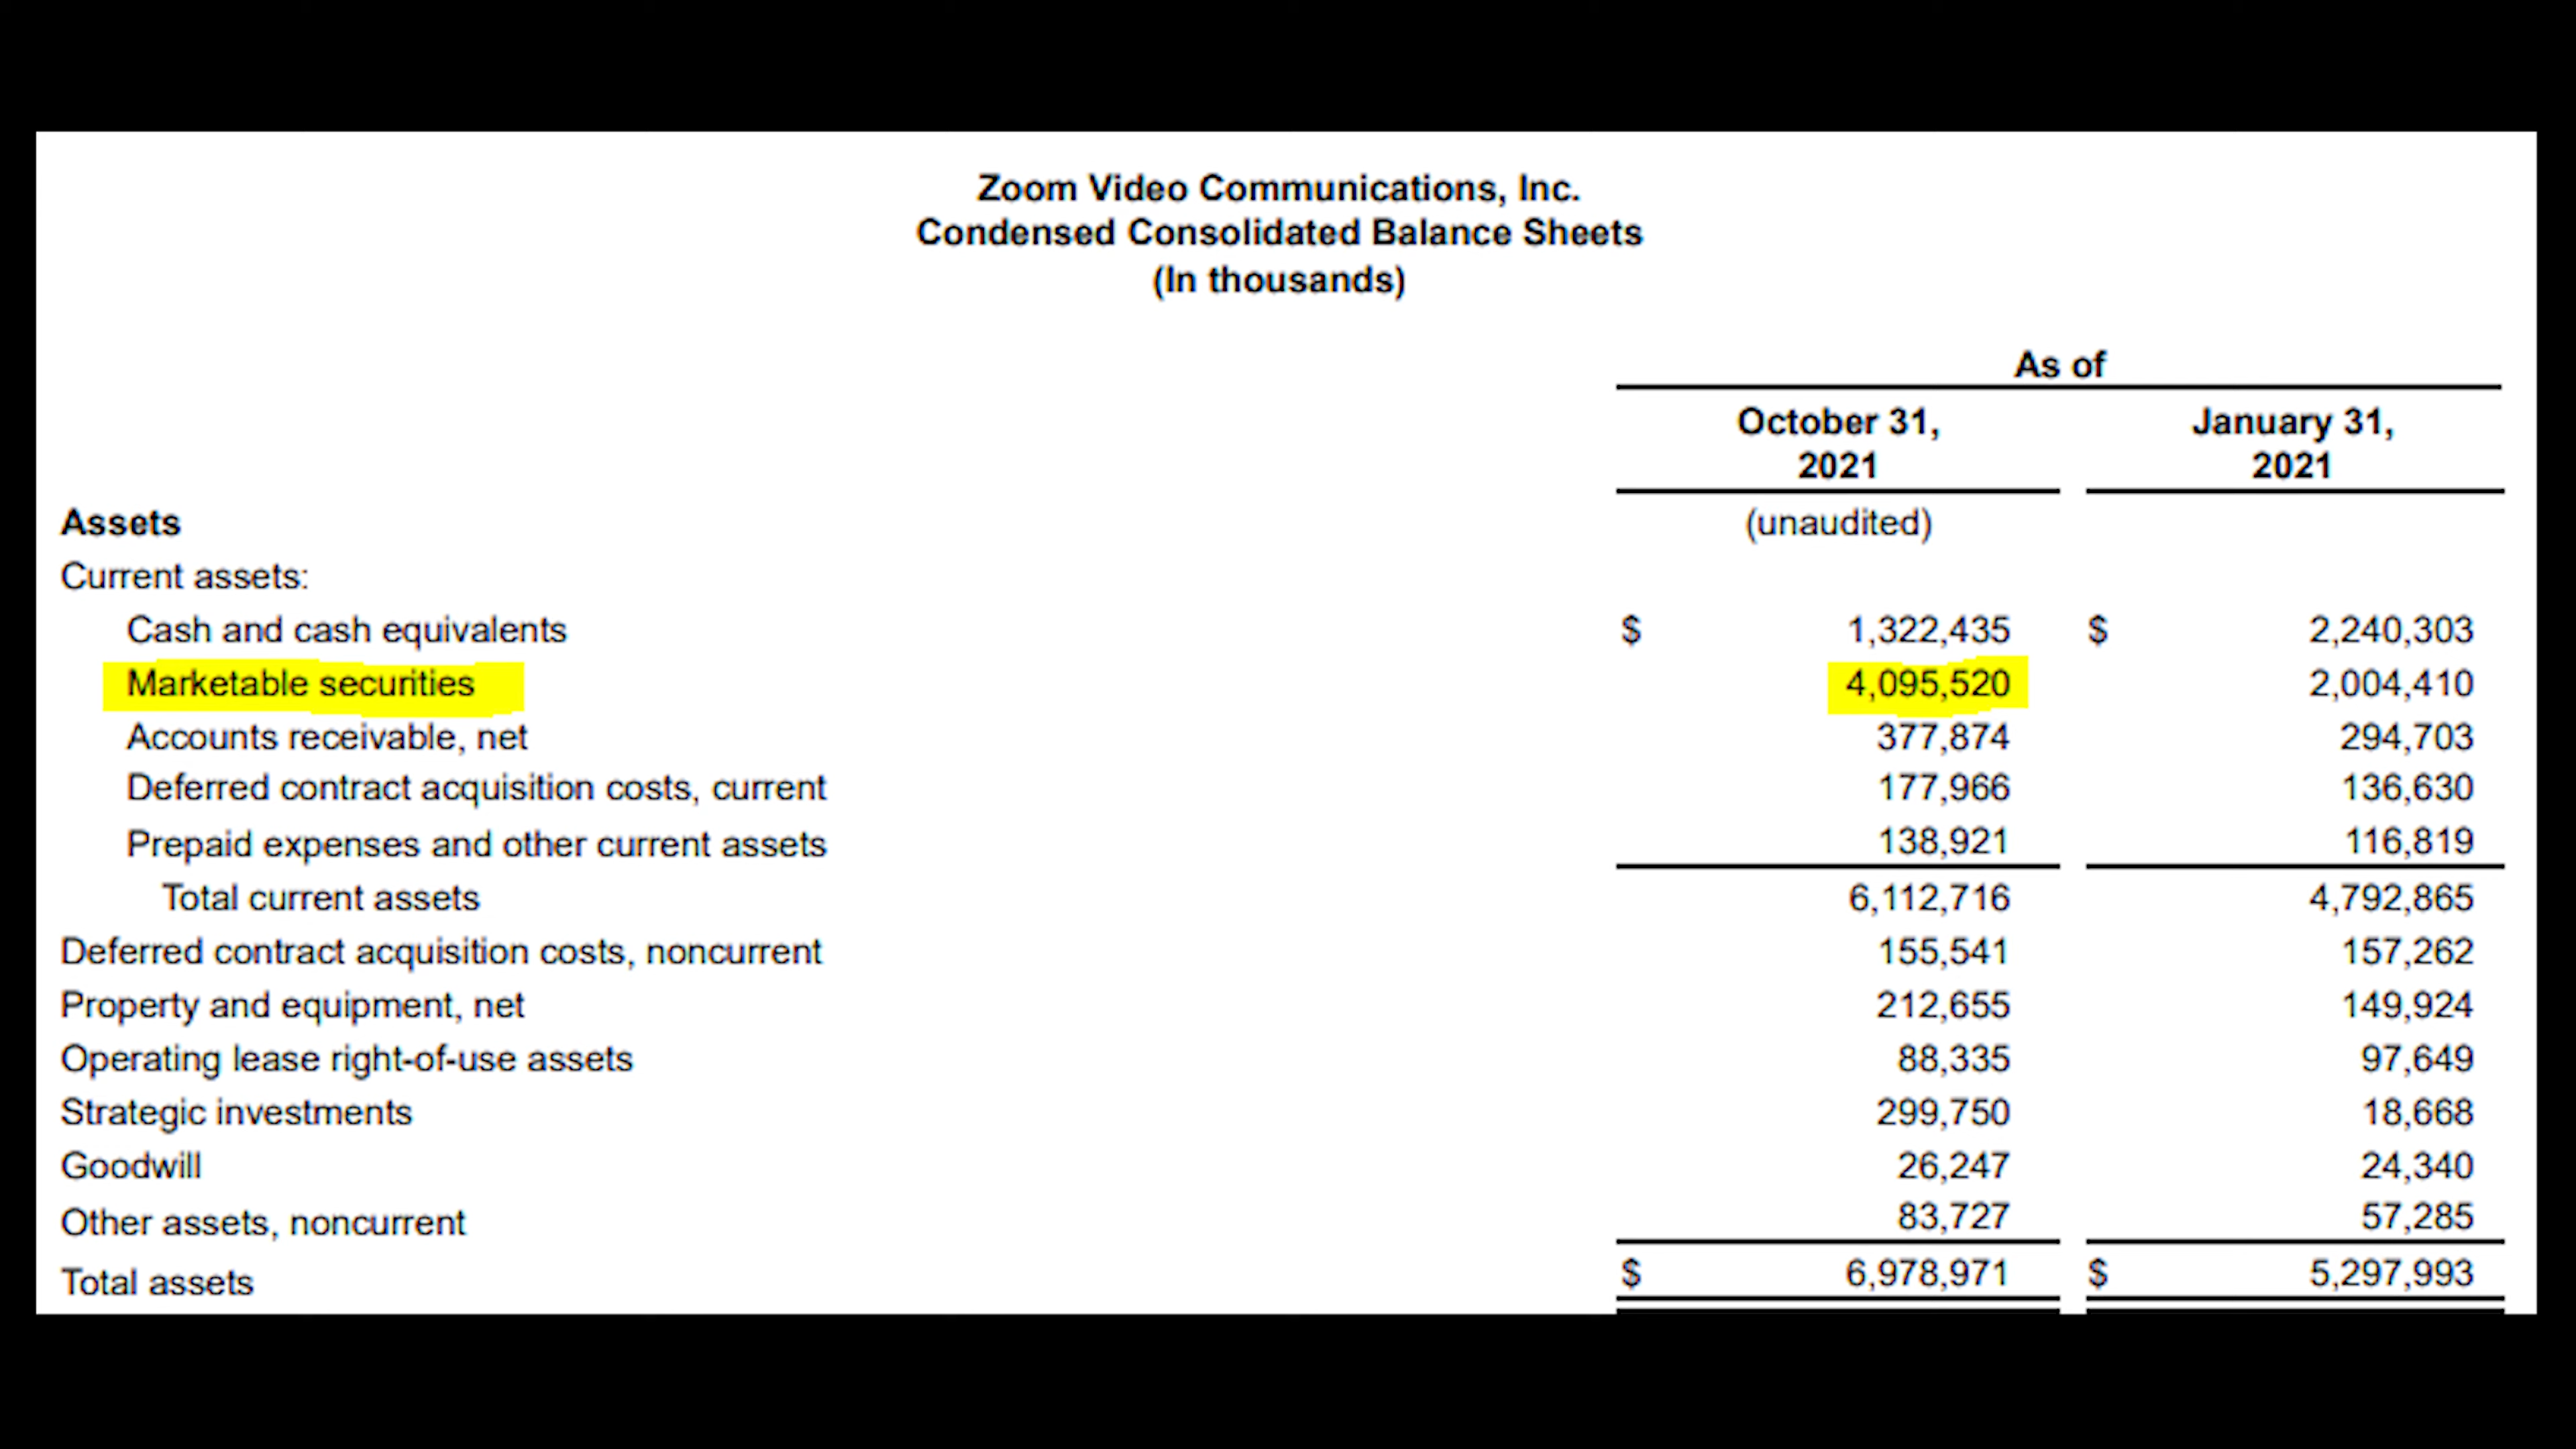 Zoom Video Communications, Inc.
Condensed Consolidated Balance Sheets
(In thousands)
As of
October 31, 2021 January 31, 2021
Assets (unaudited)
Current assets:
Cash and cash equivalents $ 1,322,435 $ 2,240,303
Marketable securities 4,095,520 2,004,410
Accounts receivable, net 377,874 294,703
Deferred contract acquisition costs, current 177,966 136,630
Prepaid expenses and other current assets 138,921 116,819
Total current assets 6,112,716 4,792,865
Deferred contract acquisition costs, noncurrent 155,541 157,262
Property and equipment, net 212,655 149,924
Operating lease right-of-use assets 88,335 97,649
Strategic investments 299,750 18,668
Goodwill 26,247 24,340
Other assets, noncurrent 83,727 57,285
Total assets $ 6,978,971 $ 5,297,993